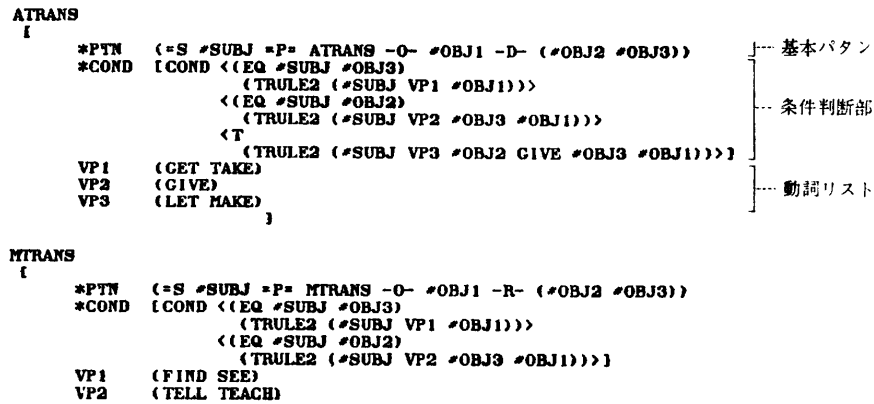 ATRANS
[
*PTN (=S #SUBJ =P= ATRANS -O- #OBJ1 -D- (#OBJ2 #OBJ3)) 基本パタン
*COND [COND <(EQ #SUBJ #OBJ3)
(TRULE2 (#SUBJ VP1 #OBJ1))>
<(EQ #SUBJ #OBJ2)
(TRULE2 (#SUBJ VP2 #OBJ3 #OBJ1))> 条件判断部
<T
(TRULE2 (#SUBJ VP3 #OBJ2 GIVE #OBJ3 #OBJ1))>]
VP1 (GET TAKE)
VP2 (GIVE) 動詞リスト
VP3 (LET MAKE)
]
MTRANS
[
*PTN (=S #SUBJ =P= MTRANS -O- #OBJ1 -R- (#OBJ2 #OBJ3))
*COND [COND <(EQ #SUBJ #OBJ3)
(TRULE2 (#SUBJ VP1 #OBJ1))>
<(EQ #SUBJ #OBJ2)
(TRULE2 (#SUBJ VP2 #OBJ3 #OBJ1))>]
VP1 (FIND SEE)
VP2 (TELL TEACH)